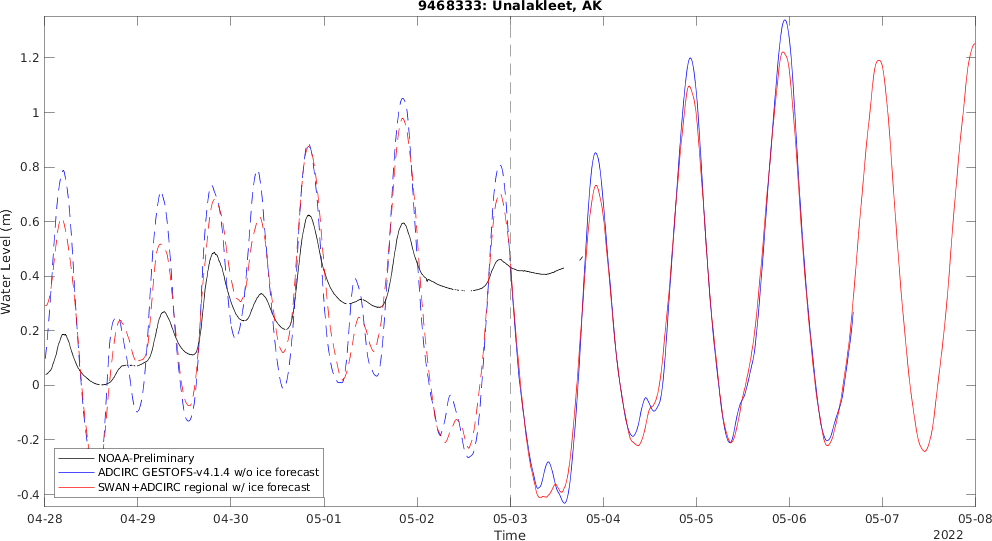 9468333: Unalakleet, AK
1.2
1
0.8
0.6
0.4
0.2
0
-0.2
-0.4
Water Level (m)
NOAA-Preliminary
ADCIRC GESTOFS-v4.1.4 w/o ice forecast
SWAN+ADCIRC regional w/ ice forecast
04-28 04-29 04-30 05-01 05-02 05-03 05-04 05-05 05-06 05-07 05-08
Time
2022